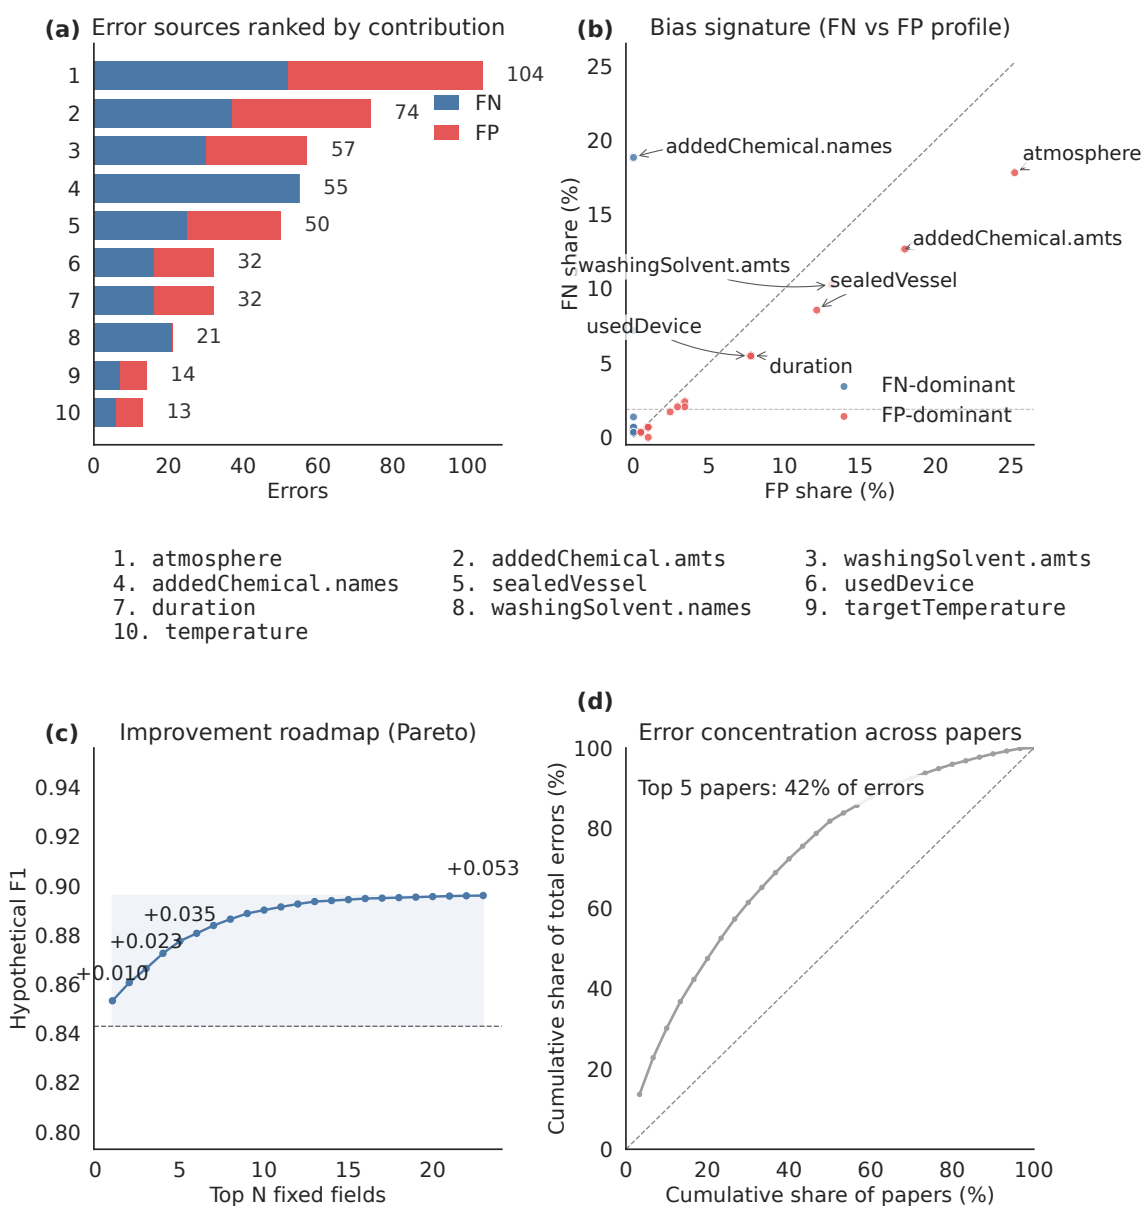 (a) Error sources ranked by contribution
1
2
3
4
5
6
7
8
9
10
104
74
57
55
50
32
32
21
14
13
FN
FP
0 20 40 60 80 100
Errors
(b) Bias signature (FN vs FP profile)
25
20
15
10
5
0
FN share (%)
addedChemical.names
atmosphere
addedChemical.amts
washingSolvent.amts
sealedVessel
usedDevice
duration
FN-dominant
FP-dominant
0 5 10 15 20 25
FP share (%)
1. atmosphere 2. addedChemical.amts 3. washingSolvent.amts
4. addedChemical.names 5. sealedVessel 6. usedDevice
7. duration 8. washingSolvent.names 9. targetTemperature
10. temperature
(c) Improvement roadmap (Pareto)
0.94
0.92
0.90
0.88
0.86
0.84
0.82
0.80
Hypothetical F1
+0.053
+0.035
+0.023
+0.010
0 5 10 15 20
Top N fixed fields
(d)
Error concentration across papers
100
80
60
40
20
0
Cumulative share of total errors (%)
Top 5 papers: 42% of errors
0 20 40 60 80 100
Cumulative share of papers (%)